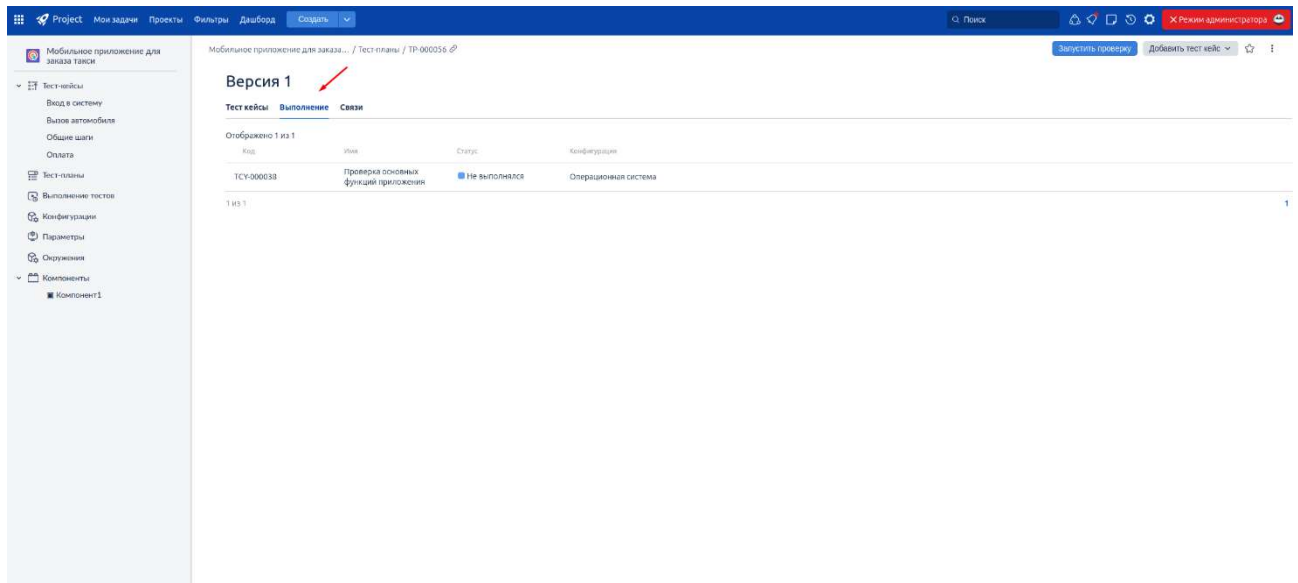 Project Мои задачи Проекты Фильтры Дашборд Создать Поиск Режим администратора
Мобильное приложение для
заказа такси
Тест-кейсы
Вход в систему
Вызов автомобиля
Общие шаги
Оплата
Тест-планы
Выполнение тестов
Конфигурации
Параметры
Окружения
Компоненты
Компонент1
Мобильное приложение для заказа... / Тест-планы / TP-000056
Запустить проверку Добавить тест кейс
Версия 1
Тест кейсы Выполнение Связи
Отображено 1 из 1
Код Имя Статус Конфигурации
TCY-000038 Проверка основных функций приложения Не выполнялся Операционная система
1 из 1 1